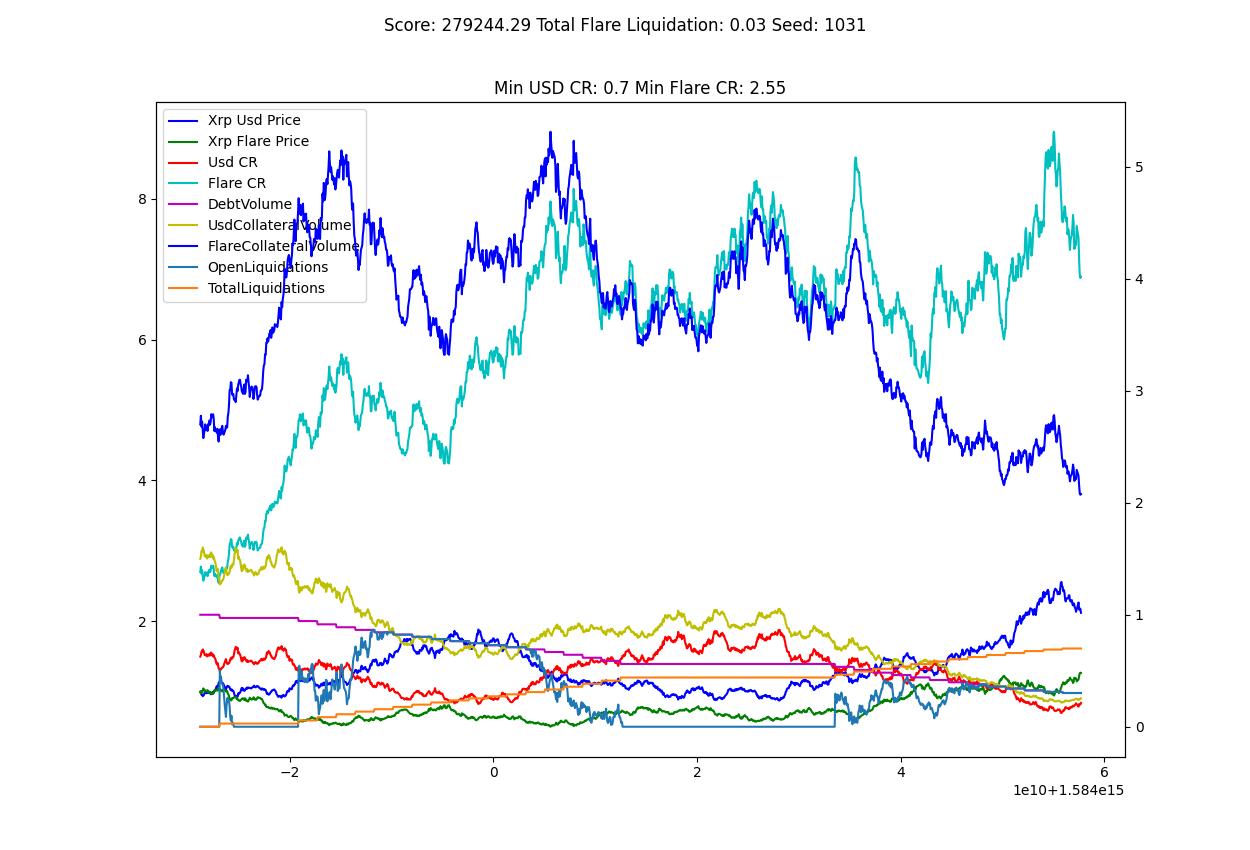 Score: 279244.29 Total Flare Liquidation: 0.03 Seed: 1031
Min USD CR: 0.7 Min Flare CR: 2.55
Xrp Usd Price
Xrp Flare Price
Usd CR
Flare CR
DebtVolume
UsdCollateralVolume
FlareCollateralVolume
OpenLiquidations
TotalLiquidations
8
6
4
2
5
4
3
2
1
0
−2
0
2
4
6
1e10+1.584e15